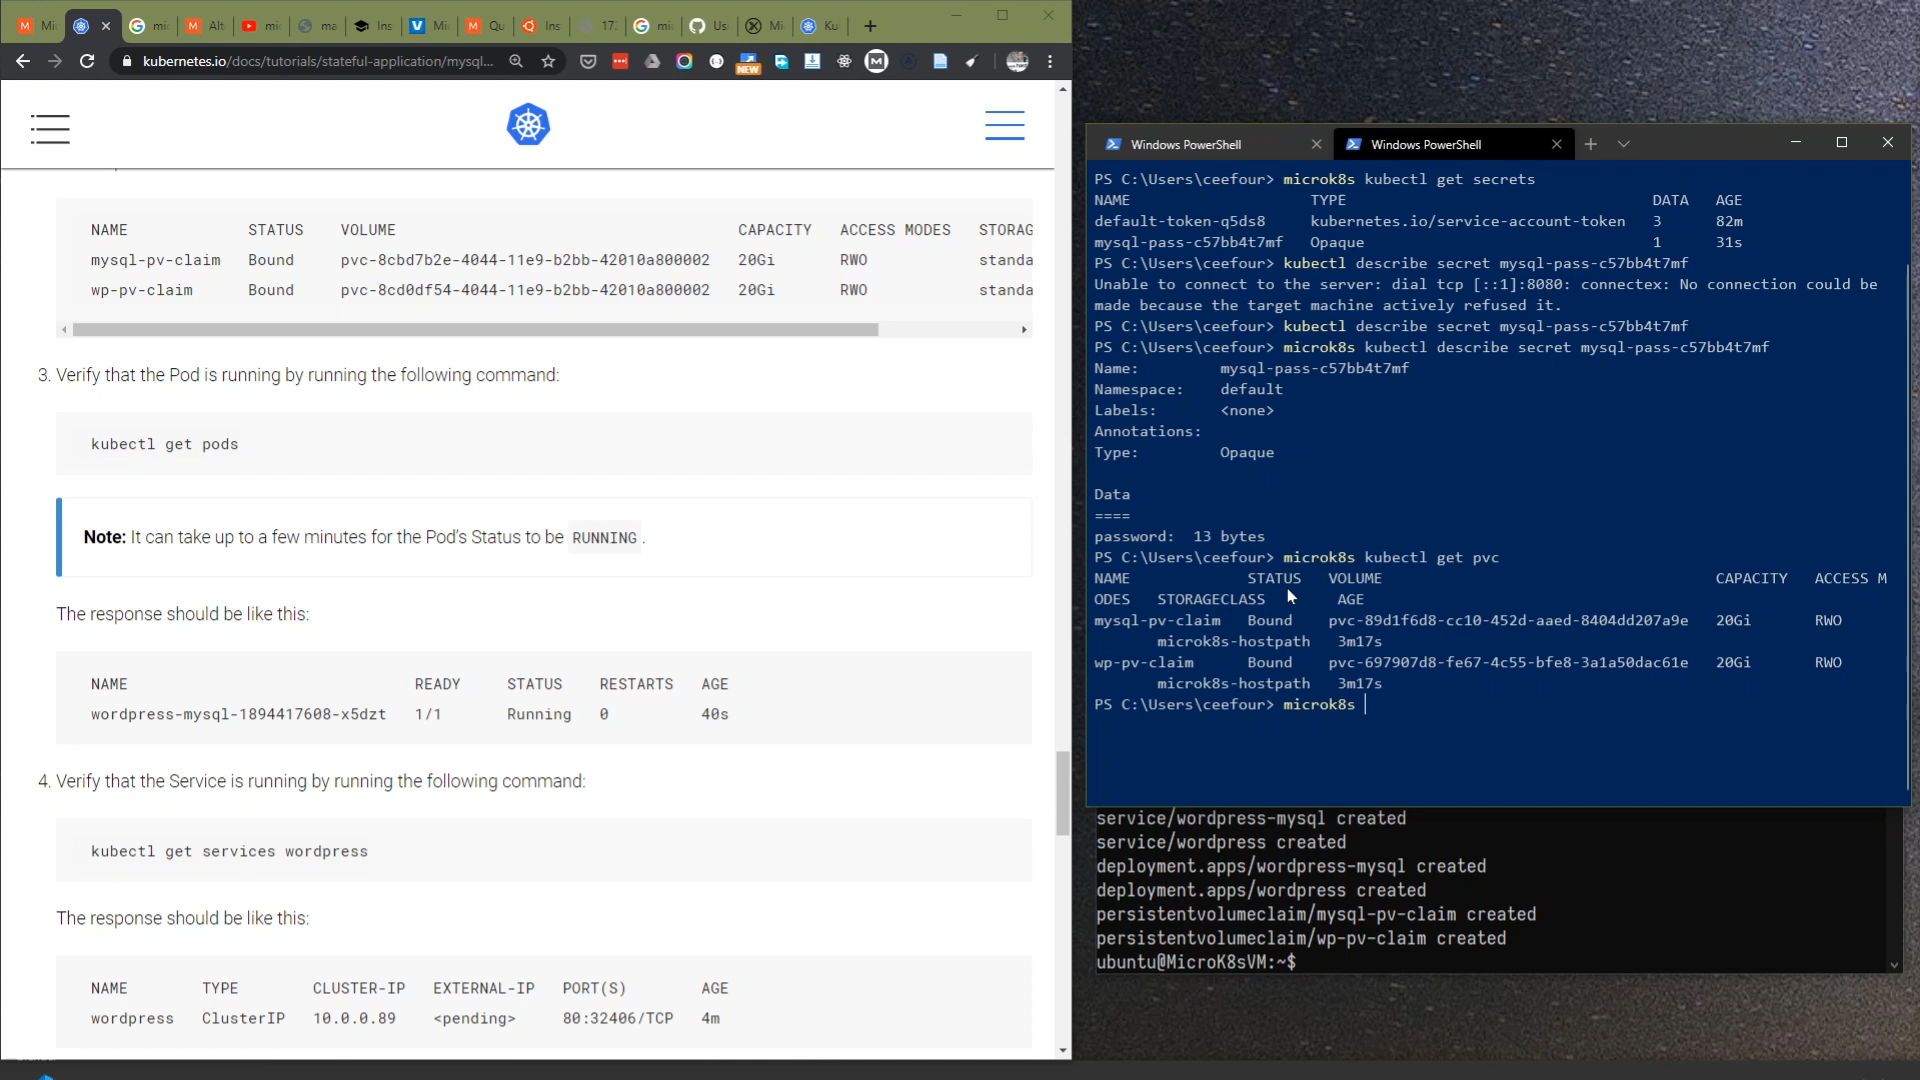 Mi
mi
Alt
mi
ma
Ins
Mi
Qu
Ins
17
mi
Us
Mi
Ku
kubernetes.io/docs/tutorials/stateful-application/mysql...
NEW
NAME STATUS VOLUME CAPACITY ACCESS MODES STORAG
mysql-pv-claim Bound pvc-8cbd7b2e-4044-11e9-b2bb-42010a800002 20Gi RWO standa
wp-pv-claim Bound pvc-8cd0df54-4044-11e9-b2bb-42010a800002 20Gi RWO standa
3. Verify that the Pod is running by running the following command:
kubectl get pods
Note: It can take up to a few minutes for the Pod's Status to be RUNNING .
The response should be like this:
NAME READY STATUS RESTARTS AGE
wordpress-mysql-1894417608-x5dzt 1/1 Running 0 40s
4. Verify that the Service is running by running the following command:
kubectl get services wordpress
The response should be like this:
NAME TYPE CLUSTER-IP EXTERNAL-IP PORT(S) AGE
wordpress ClusterIP 10.0.0.89 <pending> 80:32406/TCP 4m
Windows PowerShell
Windows PowerShell
PS C:\Users\ceefour> microk8s kubectl get secrets
NAME TYPE DATA AGE
default-token-q5ds8 kubernetes.io/service-account-token 3 82m
mysql-pass-c57bb4t7mf Opaque 1 31s
PS C:\Users\ceefour> kubectl describe secret mysql-pass-c57bb4t7mf
Unable to connect to the server: dial tcp [::1]:8080: connectex: No connection could be
made because the target machine actively refused it.
PS C:\Users\ceefour> kubectl describe secret mysql-pass-c57bb4t7mf
PS C:\Users\ceefour> microk8s kubectl describe secret mysql-pass-c57bb4t7mf
Name: mysql-pass-c57bb4t7mf
Namespace: default
Labels: <none>
Annotations:
Type: Opaque
Data
====
password: 13 bytes
PS C:\Users\ceefour> microk8s kubectl get pvc
NAME STATUS VOLUME CAPACITY ACCESS M
ODES STORAGECLASS AGE
mysql-pv-claim Bound pvc-89d1f6d8-cc10-452d-aaed-8404dd207a9e 20Gi RWO
microk8s-hostpath 3m17s
wp-pv-claim Bound pvc-697907d8-fe67-4c55-bfe8-3a1a50dac61e 20Gi RWO
microk8s-hostpath 3m17s
PS C:\Users\ceefour> microk8s
service/wordpress-mysql created
service/wordpress created
deployment.apps/wordpress-mysql created
deployment.apps/wordpress created
persistentvolumeclaim/mysql-pv-claim created
persistentvolumeclaim/wp-pv-claim created
ubuntu@MicroK8sVM:~$